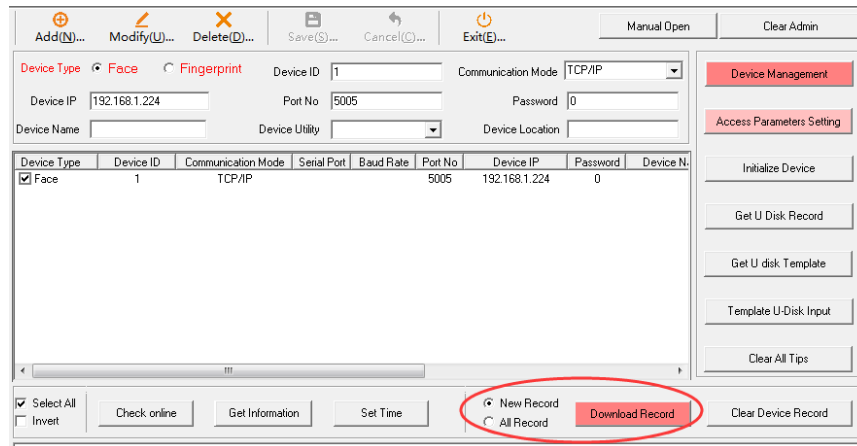 Add(N)... Modify(U)... Delete(D)... Save(S)... Cancel(C)... Exit(E)... Manual Open Clear Admin
Device Type Face Fingerprint Device ID 1 Communication Mode TCP/IP Device Management
Device IP 192.168.1.224 Port No 5005 Password 0
Device Name Device Utility Device Location Access Parameters Setting
Device Type Device ID Communication Mode Serial Port Baud Rate Port No Device IP Password Device N
Face 1 TCP/IP 5005 192.168.1.224 0
Initialize Device
Get U Disk Record
Get U disk Template
Template U-Disk Input
Clear All Tips
Select All Check online Get Information Set Time New Record Download Record Clear Device Record
Invert All Record